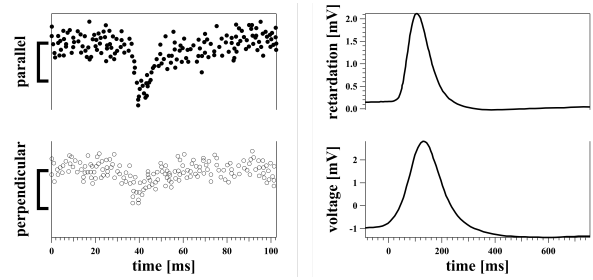 parallel
perpendicular
0 20 40 60 80 100
time [ms]
retardation [mV]
2.0
1.5
1.0
0.5
0.0
voltage [mV]
2
1
0
-1
0 200 400 600
time [ms]